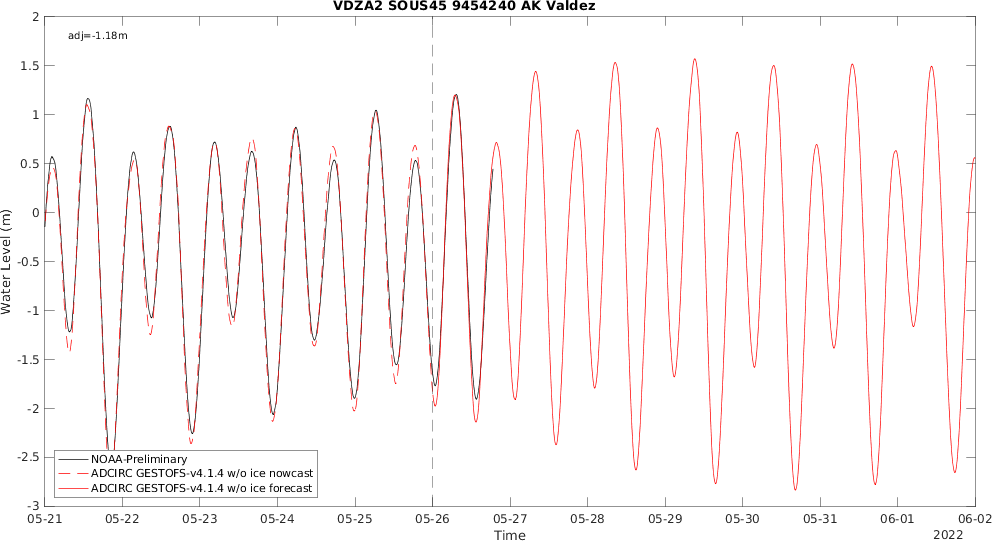 VDZA2 SOUS45 9454240 AK Valdez
adj=-1.18m
2
1.5
1
0.5
0
-0.5
-1
-1.5
-2
-2.5
-3
Water Level (m)
NOAA-Preliminary
ADCIRC GESTOFS-v4.1.4 w/o ice nowcast
ADCIRC GESTOFS-v4.1.4 w/o ice forecast
05-21 05-22 05-23 05-24 05-25 05-26 05-27 05-28 05-29 05-30 05-31 06-01 06-02
Time
2022